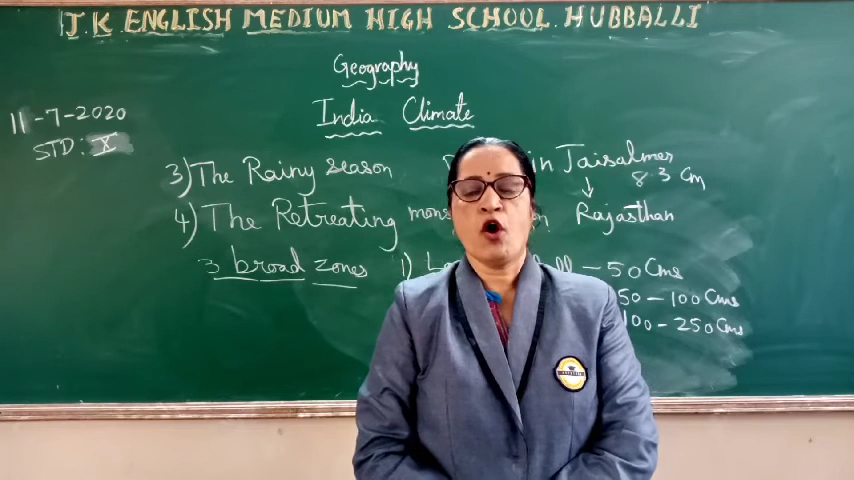 J.K. ENGLISH MEDIUM HIGH SCHOOL. HUBBALLI
Geography
India Climate
11-7-2020
STD: X
3) The Rainy season in Jaisalmer
8.3 Cm
4) The Retreating mons Rajasthan
3 broad zones 1) - 50 Cms
50 - 100 Cms
100 - 250 Cms